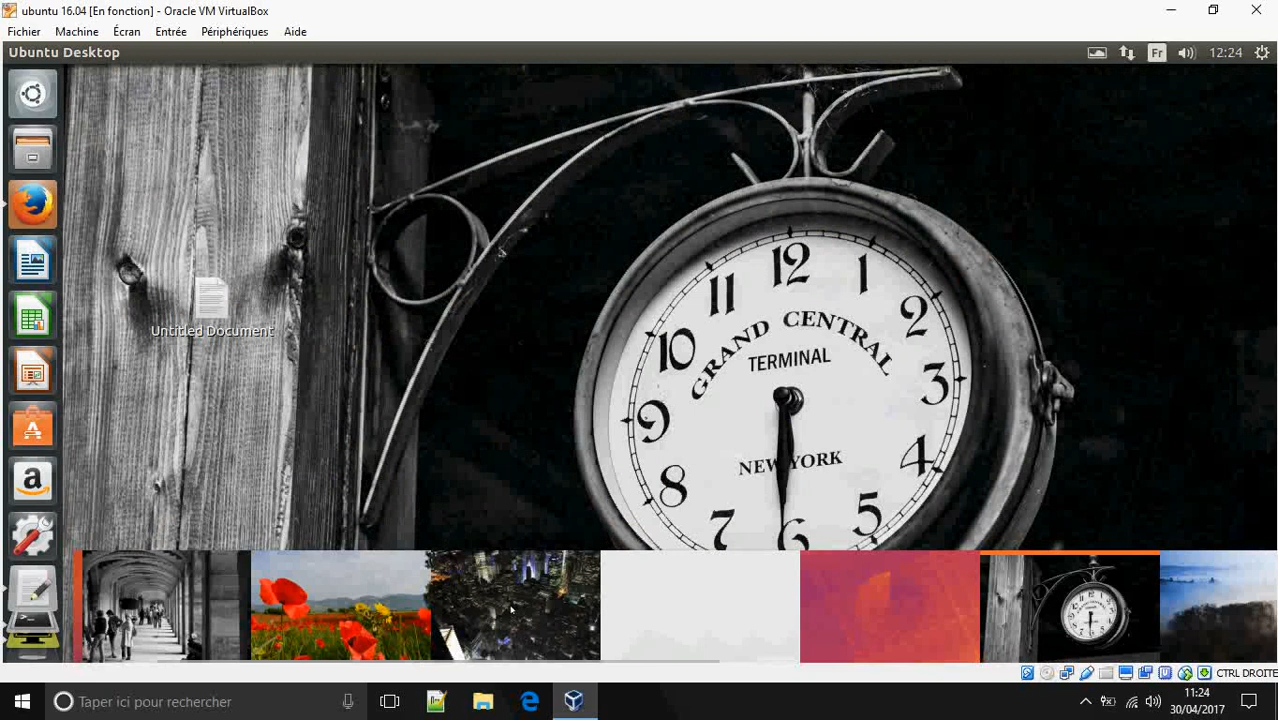 ubuntu 16.04 [En fonction] - Oracle VM VirtualBox
Fichier Machine Écran Entrée Périphériques Aide
Ubuntu Desktop
Fr 12:24
12
11 1
10 2
GRAND CENTRAL
TERMINAL
9 3
NEW YORK
8 4
7 6 5
Untitled Document
CTRL DROITE
Taper ici pour rechercher
11:24
30/04/2017